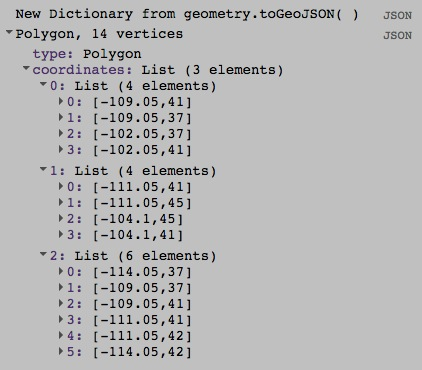 New Dictionary from geometry.toGeoJSON( ) JSON
Polygon, 14 vertices JSON
type: Polygon
coordinates: List (3 elements)
0: List (4 elements)
0: [-109.05,41]
1: [-109.05,37]
2: [-102.05,37]
3: [-102.05,41]
1: List (4 elements)
0: [-111.05,41]
1: [-111.05,45]
2: [-104.1,45]
3: [-104.1,41]
2: List (6 elements)
0: [-114.05,37]
1: [-109.05,37]
2: [-109.05,41]
3: [-111.05,41]
4: [-111.05,42]
5: [-114.05,42]